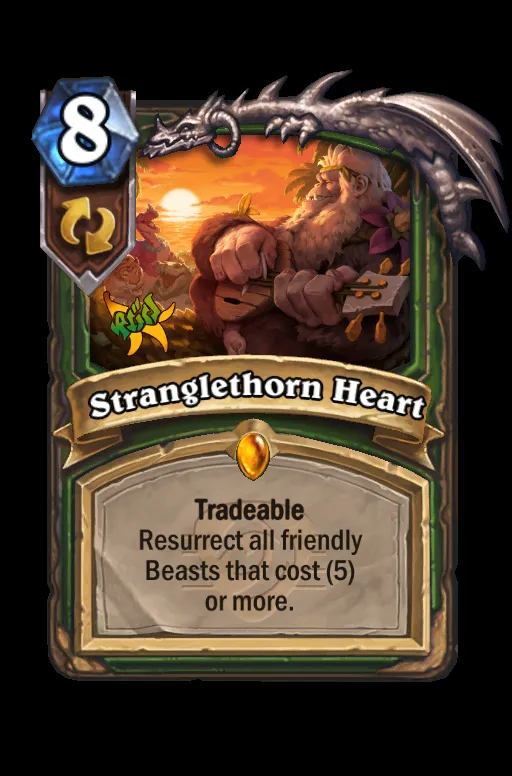 8
Stranglethorn Heart
Tradeable
Resurrect all friendly
Beasts that cost (5)
or more.